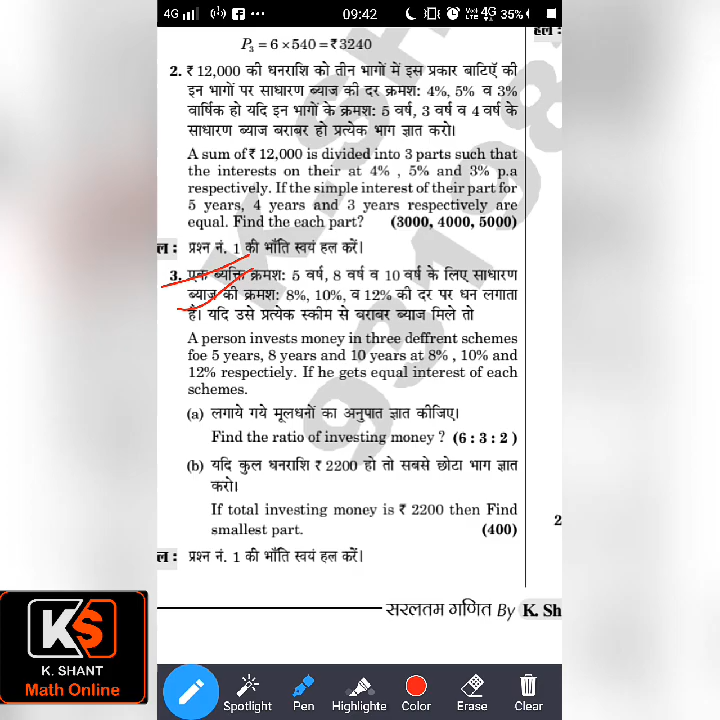 4G 09:42 4G 35%
हल:
P₃ = 6 × 540 = ₹3240
2. ₹ 12,000 की धनराशि को तीन भागों में इस प्रकार बाटिएँ की
इन भागों पर साधारण ब्याज की दर क्रमश: 4%, 5% व 3%
वार्षिक हो यदि इन भागों के क्रमश: 5 वर्ष, 3 वर्ष व 4 वर्ष के
साधारण ब्याज बराबर हो प्रत्येक भाग ज्ञात करो।
A sum of ₹ 12,000 is divided into 3 parts such that
the interests on their at 4% , 5% and 3% p.a
respectively. If the simple interest of their part for
5 years, 4 years and 3 years respectively are
equal. Find the each part? (3000, 4000, 5000)
ल: प्रश्न नं. 1 की भाँति स्वयं हल करें।
3. एक ब्यक्ति क्रमश: 5 वर्ष, 8 वर्ष व 10 वर्ष के लिए साधारण
ब्याज की क्रमश: 8%, 10%, व 12% की दर पर धन लगाता
है। यदि उसे प्रत्येक स्कीम से बराबर ब्याज मिले तो
A person invests money in three deffrent schemes
foe 5 years, 8 years and 10 years at 8% , 10% and
12% respectiely. If he gets equal interest of each
schemes.
(a) लगाये गये मूलधनों का अनुपात ज्ञात कीजिए।
Find the ratio of investing money ? (6 : 3 : 2 )
(b) यदि कुल धनराशि ₹ 2200 हो तो सबसे छोटा भाग ज्ञात
करो।
If total investing money is ₹ 2200 then Find
smallest part. (400)
2
ल: प्रश्न नं. 1 की भाँति स्वयं हल करें।
सरलतम गणित By K. Sh
KS
K. SHANT
Math Online
Spotlight Pen Highlighte Color Erase Clear